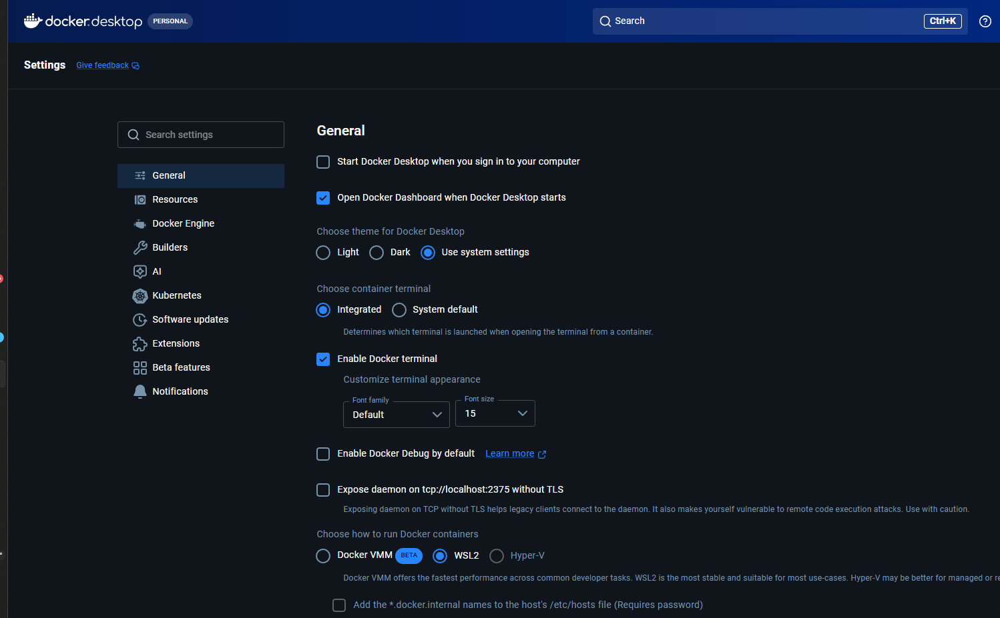 docker.desktop PERSONAL
Search Ctrl+K
Settings Give feedback
Search settings
General
Resources
Docker Engine
Builders
AI
Kubernetes
Software updates
Extensions
Beta features
Notifications
General
Start Docker Desktop when you sign in to your computer
Open Docker Dashboard when Docker Desktop starts
Choose theme for Docker Desktop
Light Dark Use system settings
Choose container terminal
Integrated System default
Determines which terminal is launched when opening the terminal from a container.
Enable Docker terminal
Customize terminal appearance
Font family Font size
Default 15
Enable Docker Debug by default Learn more
Expose daemon on tcp://localhost:2375 without TLS
Exposing daemon on TCP without TLS helps legacy clients connect to the daemon. It also makes yourself vulnerable to remote code execution attacks. Use with caution.
Choose how to run Docker containers
Docker VMM BETA WSL2 Hyper-V
Docker VMM offers the fastest performance across common developer tasks. WSL2 is the most stable and suitable for most use-cases. Hyper-V may be better for managed or re
Add the *.docker.internal names to the host's /etc/hosts file (Requires password)